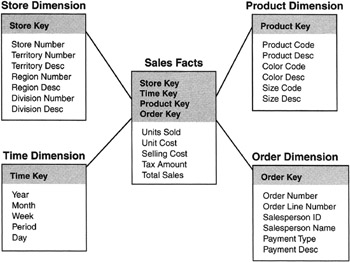 Store Dimension
Store Key
Store Number
Territory Number
Territory Desc
Region Number
Region Desc
Division Number
Division Desc
Product Dimension
Product Key
Product Code
Product Desc
Color Code
Color Desc
Size Code
Size Desc
Sales Facts
Store Key
Time Key
Product Key
Order Key
Units Sold
Unit Cost
Selling Cost
Tax Amount
Total Sales
Time Dimension
Time Key
Year
Month
Week
Period
Day
Order Dimension
Order Key
Order Number
Order Line Number
Salesperson ID
Salesperson Name
Payment Type
Payment Desc